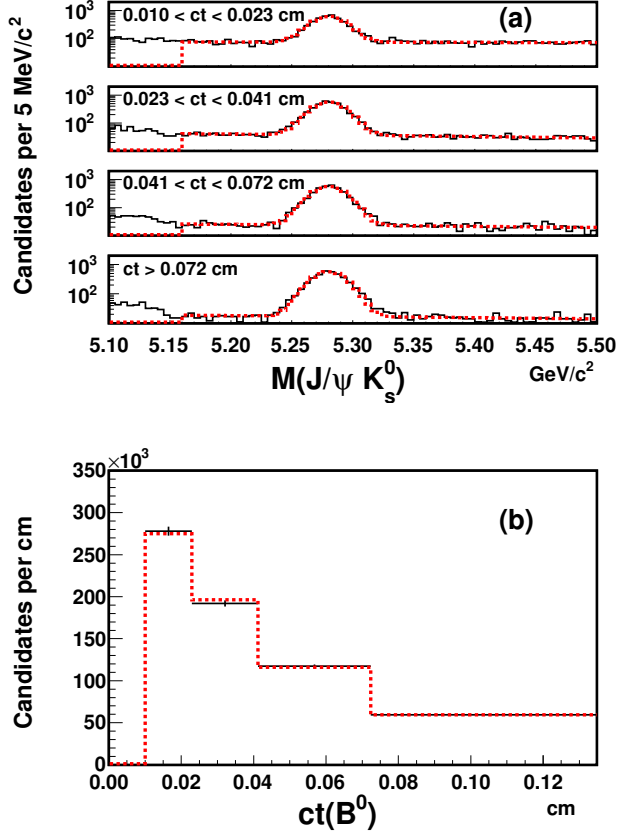 Candidates per 5 MeV/c²
(a)
0.010 < ct < 0.023 cm
10³
10²
0.023 < ct < 0.041 cm
10³
10²
0.041 < ct < 0.072 cm
10³
10²
ct > 0.072 cm
10³
10²
5.10 5.15 5.20 5.25 5.30 5.35 5.40 5.45 5.50
M(J/ψ K⁰ₛ)
GeV/c²
×10³
(b)
Candidates per cm
350
300
250
200
150
100
50
0
0.00 0.02 0.04 0.06 0.08 0.10 0.12
ct(B⁰)
cm